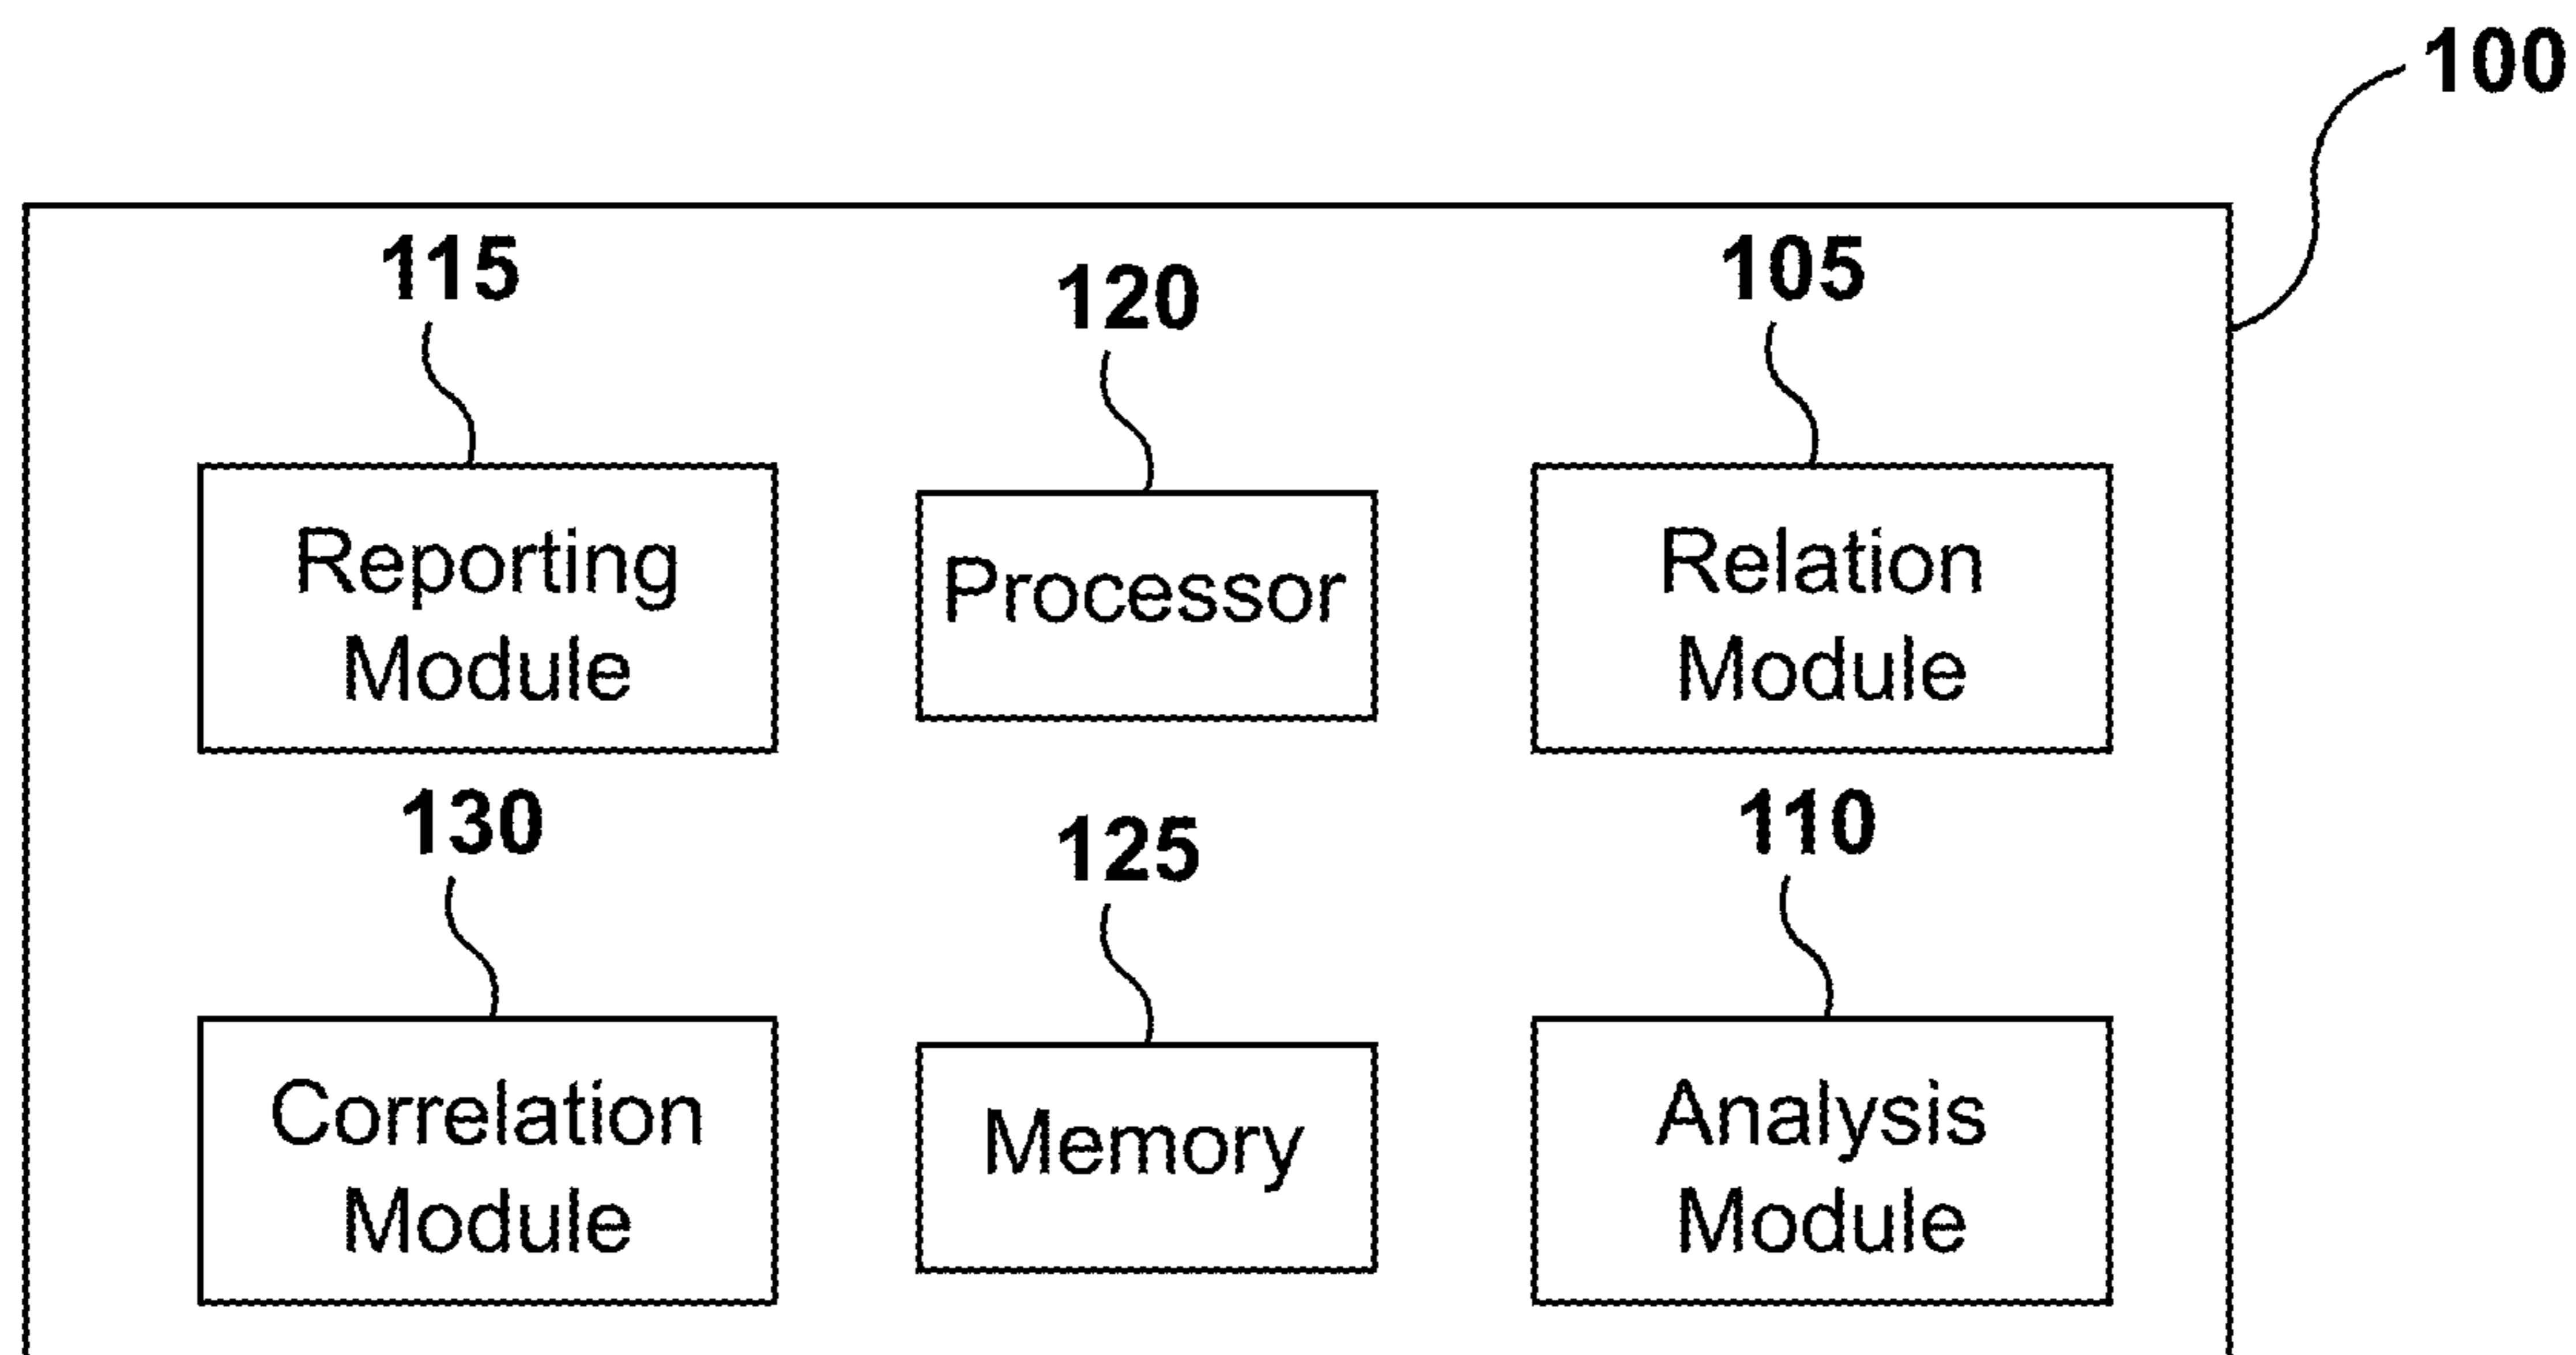 100
115
120
105
Reporting
Module
Processor
Relation
Module
130
125
110
Correlation
Module
Memory
Analysis
Module